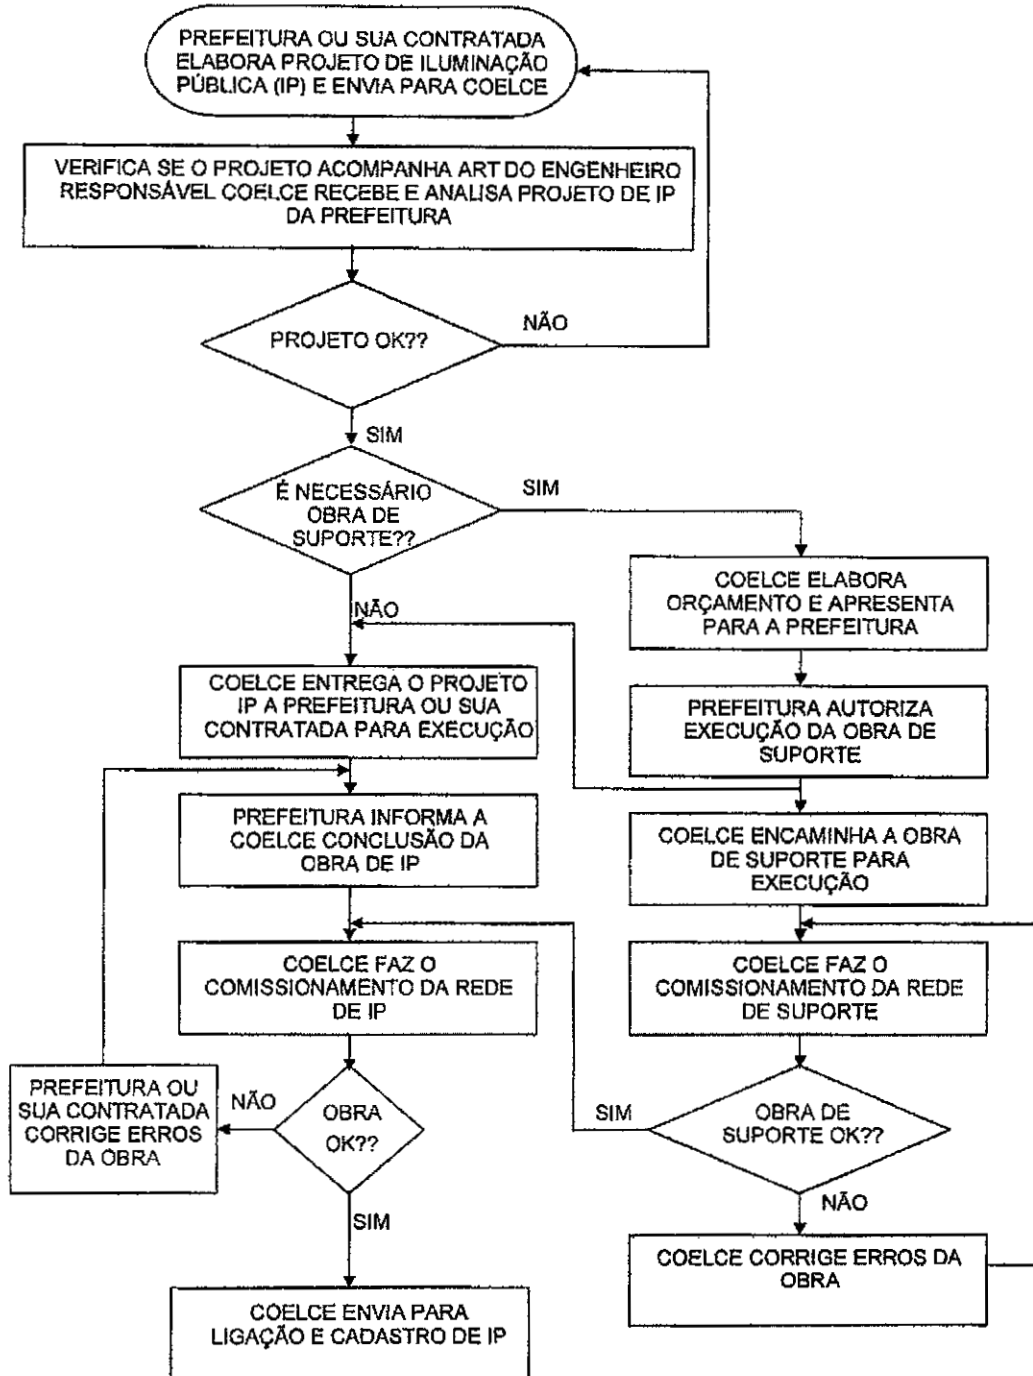 PREFEITURA OU SUA CONTRATADA
ELABORA PROJETO DE ILUMINAÇÃO
PÚBLICA (IP) E ENVIA PARA COELCE
VERIFICA SE O PROJETO ACOMPANHA ART DO ENGENHEIRO
RESPONSÁVEL COELCE RECEBE E ANALISA PROJETO DE IP
DA PREFEITURA
PROJETO OK??
NÃO
SIM
É NECESSÁRIO
OBRA DE
SUPORTE??
SIM
NÃO
COELCE ELABORA
ORÇAMENTO E APRESENTA
PARA A PREFEITURA
COELCE ENTREGA O PROJETO
IP A PREFEITURA OU SUA
CONTRATADA PARA EXECUÇÃO
PREFEITURA AUTORIZA
EXECUÇÃO DA OBRA DE
SUPORTE
PREFEITURA INFORMA A
COELCE CONCLUSÃO DA
OBRA DE IP
COELCE ENCAMINHA A OBRA
DE SUPORTE PARA
EXECUÇÃO
COELCE FAZ O
COMISSIONAMENTO DA REDE
DE IP
COELCE FAZ O
COMISSIONAMENTO DA REDE
DE SUPORTE
PREFEITURA OU
SUA CONTRATADA
CORRIGE ERROS
DA OBRA
NÃO
OBRA
OK??
SIM
OBRA DE
SUPORTE OK??
SIM
NÃO
COELCE ENVIA PARA
LIGAÇÃO E CADASTRO DE IP
COELCE CORRIGE ERROS DA
OBRA